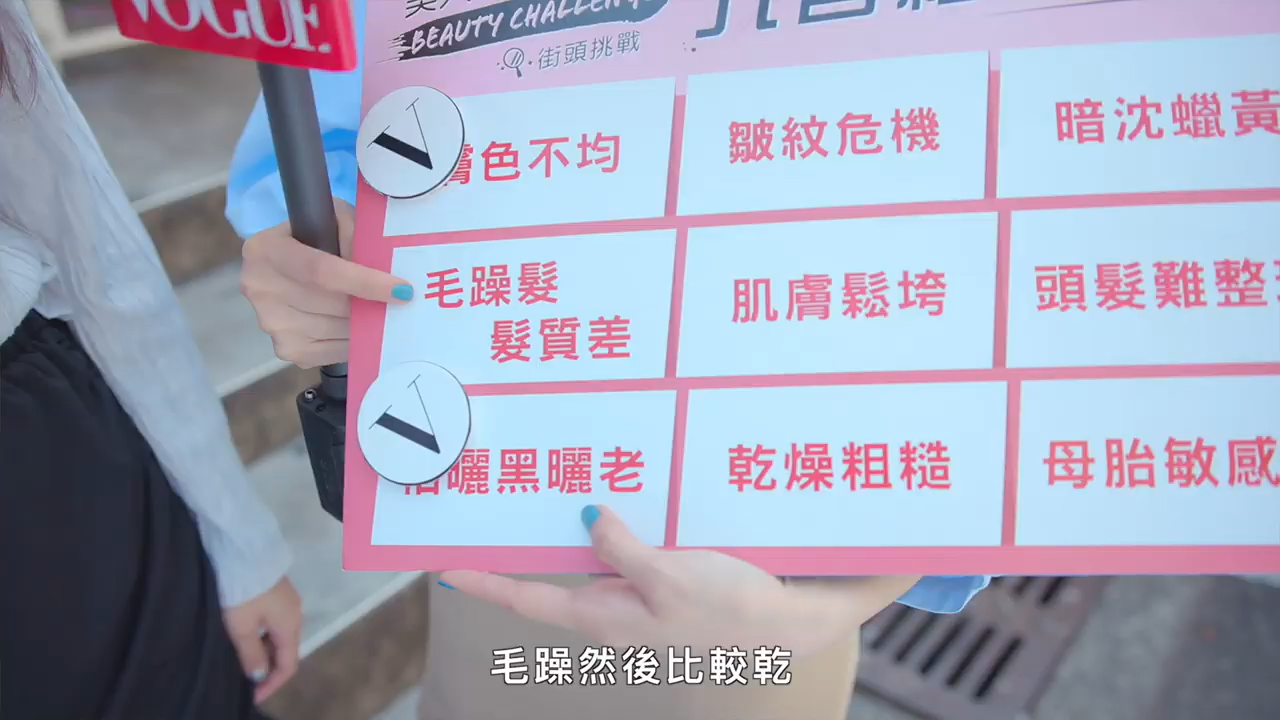 VOGUE
BEAUTY CHALLENGE
街頭挑戰
V
膚色不均
皺紋危機
暗沈蠟黃
毛躁髮
髮質差
肌膚鬆垮
頭髮難整
V
怕曬黑曬老
乾燥粗糙
母胎敏感
毛躁然後比較乾